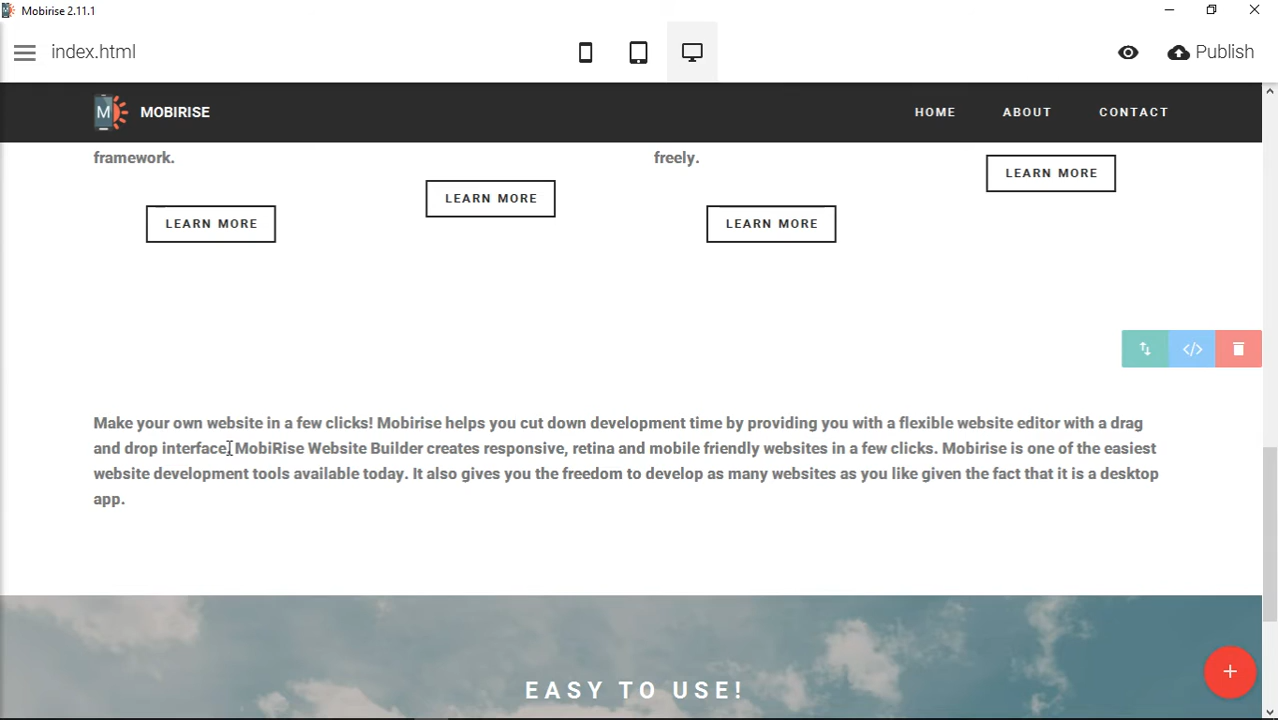 Mobirise 2.11.1
index.html
Publish
M MOBIRISE
HOME ABOUT CONTACT
framework.
freely.
LEARN MORE
LEARN MORE
LEARN MORE
LEARN MORE
</>
Make your own website in a few clicks! Mobirise helps you cut down development time by providing you with a flexible website editor with a drag
and drop interface. MobiRise Website Builder creates responsive, retina and mobile friendly websites in a few clicks. Mobirise is one of the easiest
website development tools available today. It also gives you the freedom to develop as many websites as you like given the fact that it is a desktop
app.
EASY TO USE!
+